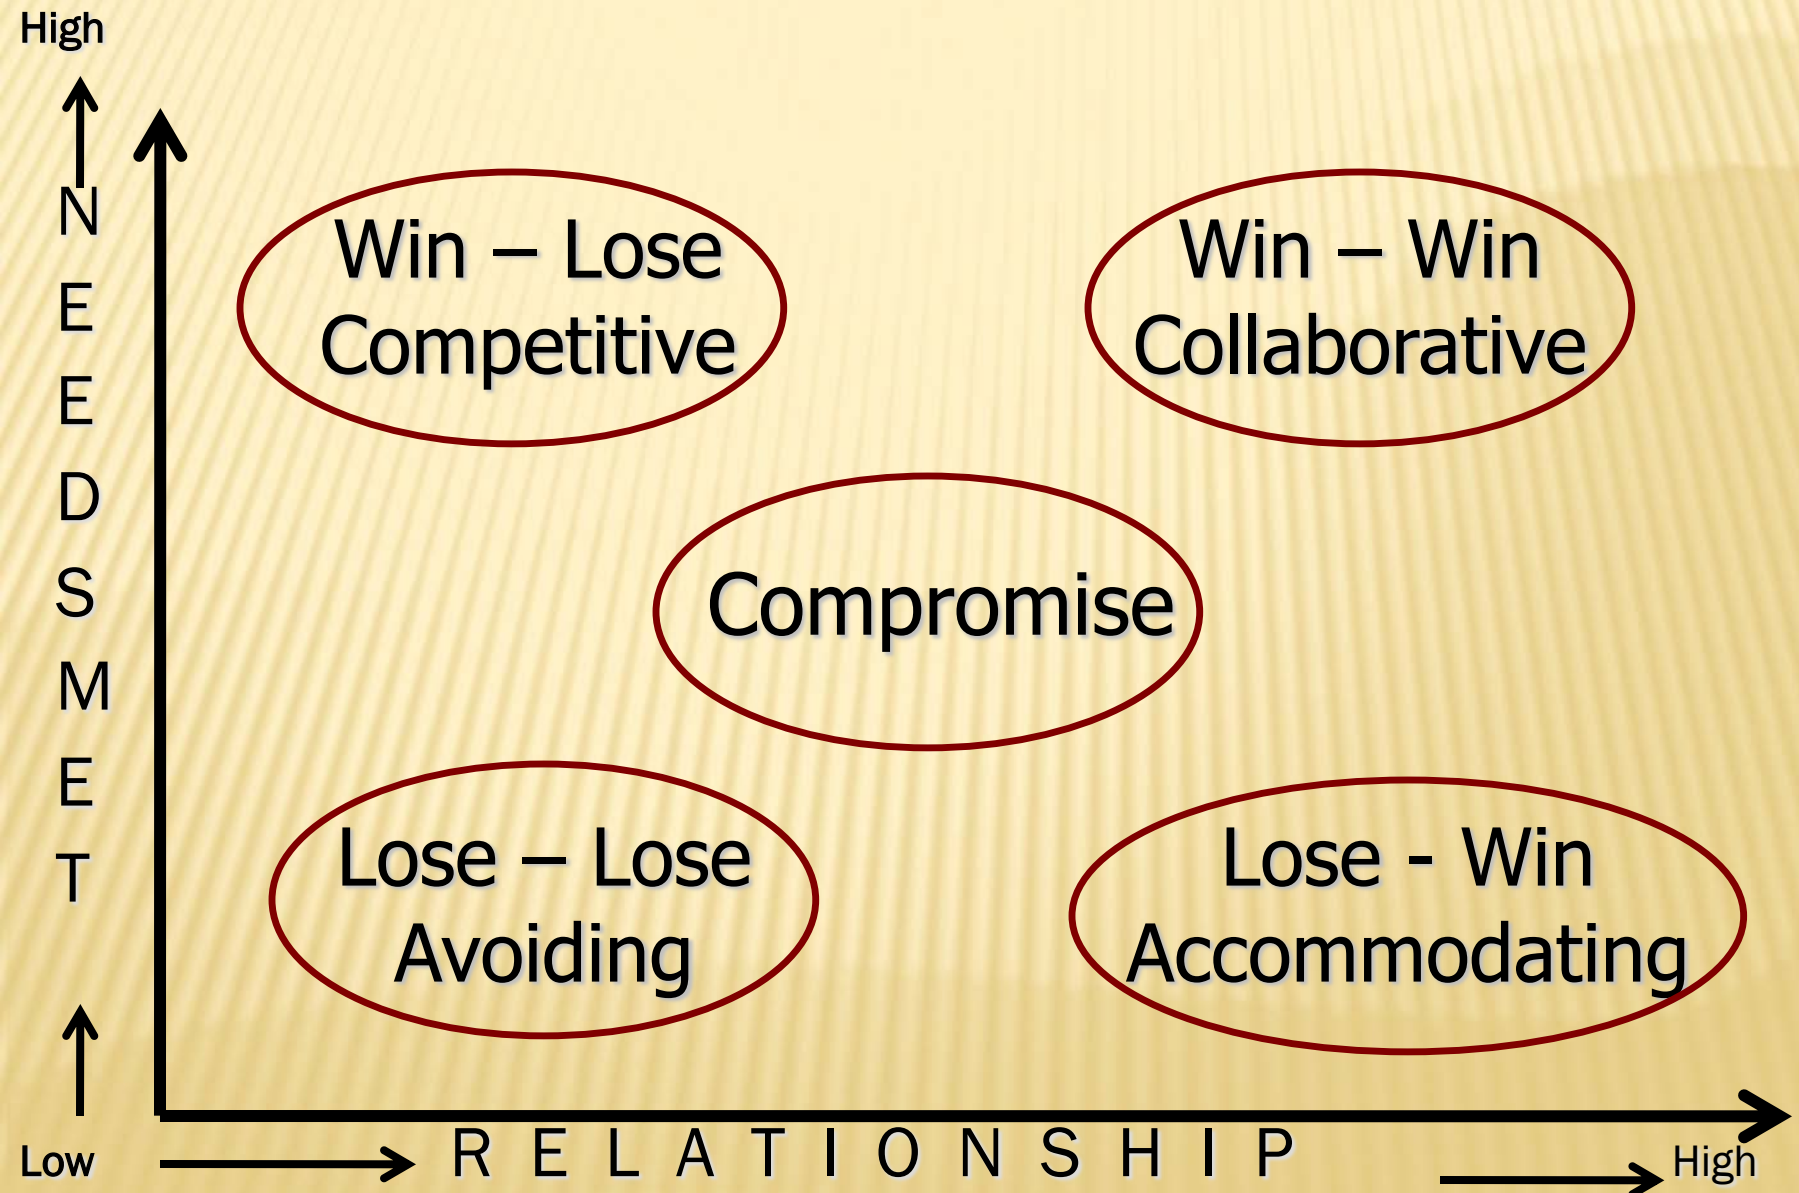 High
N
E
E
D
S
M
E
T
Win – Lose
Competitive
Win – Win
Collaborative
Compromise
Lose – Lose
Avoiding
Lose - Win
Accommodating
Low
R E L A T I O N S H I P
High